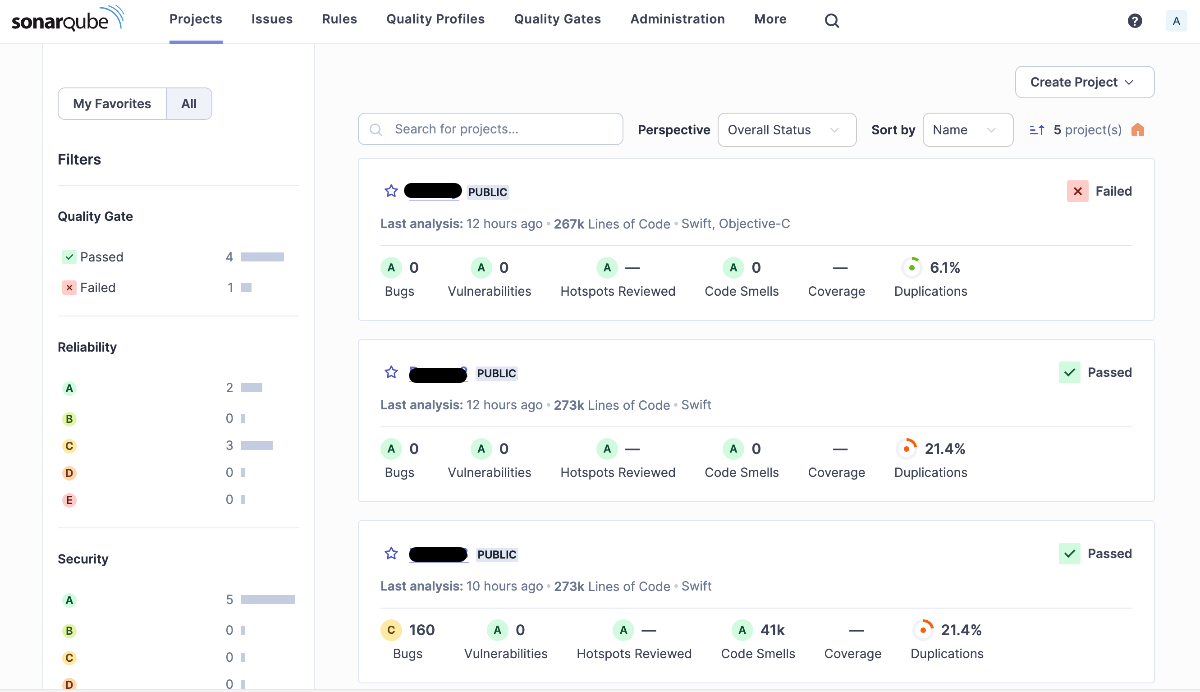 sonarqube Projects Issues Rules Quality Profiles Quality Gates Administration More ? A
My Favorites All
Filters
Quality Gate
Passed 4
Failed 1
Reliability
A 2
B 0
C 3
D 0
E 0
Security
A 5
B 0
C 0
D 0
Create Project
Search for projects... Perspective Overall Status Sort by Name 5 project(s)
PUBLIC Failed
Last analysis: 12 hours ago • 267k Lines of Code • Swift, Objective-C
A 0 A 0 A — A 0 — 6.1%
Bugs Vulnerabilities Hotspots Reviewed Code Smells Coverage Duplications
PUBLIC Passed
Last analysis: 12 hours ago • 273k Lines of Code • Swift
A 0 A 0 A — A 0 — 21.4%
Bugs Vulnerabilities Hotspots Reviewed Code Smells Coverage Duplications
PUBLIC Passed
Last analysis: 10 hours ago • 273k Lines of Code • Swift
C 160 A 0 A — A 41k — 21.4%
Bugs Vulnerabilities Hotspots Reviewed Code Smells Coverage Duplications